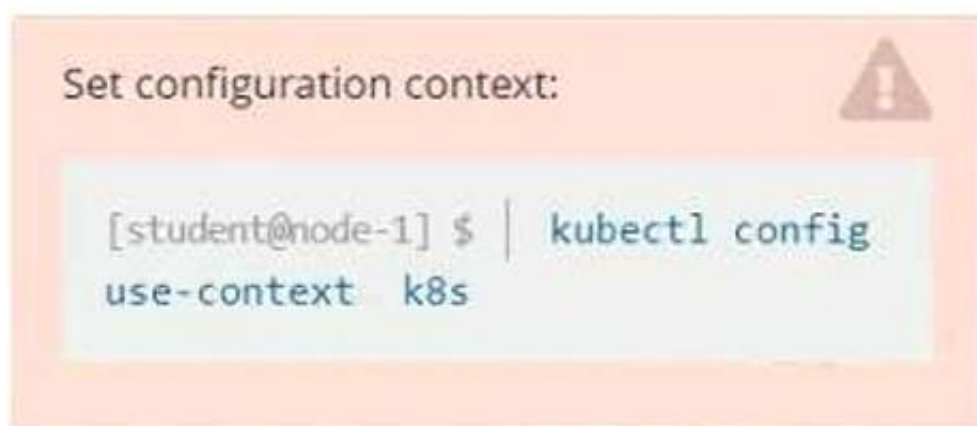 Set configuration context:
[student@node-1] $ | kubectl config
use-context k8s